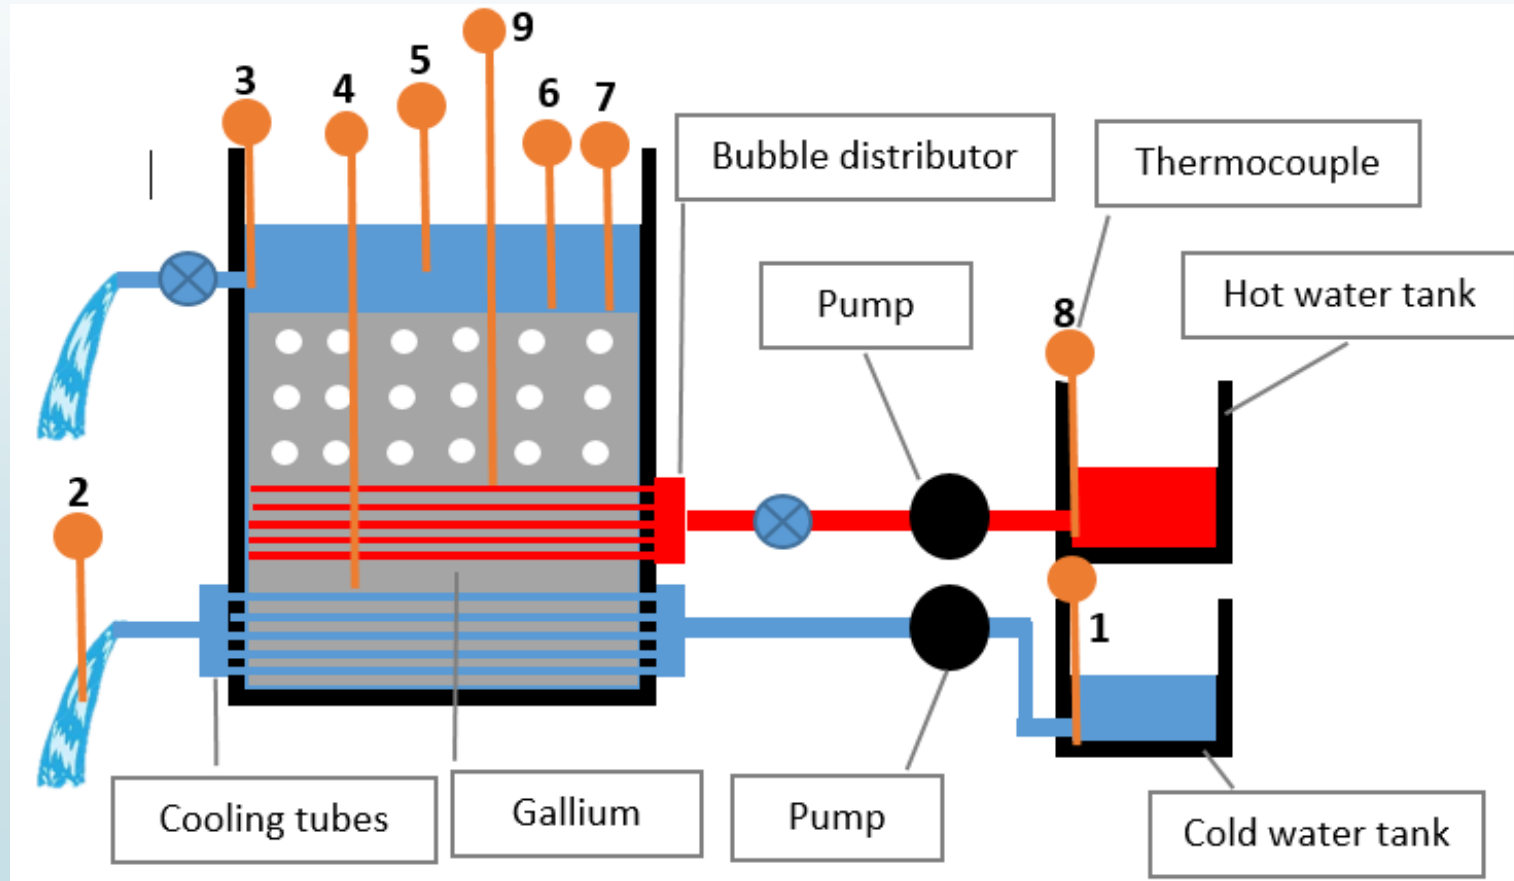 9
5
3
4
6
7
Bubble distributor
Thermocouple
Pump
Hot water tank
8
2
1
Cooling tubes
Gallium
Pump
Cold water tank